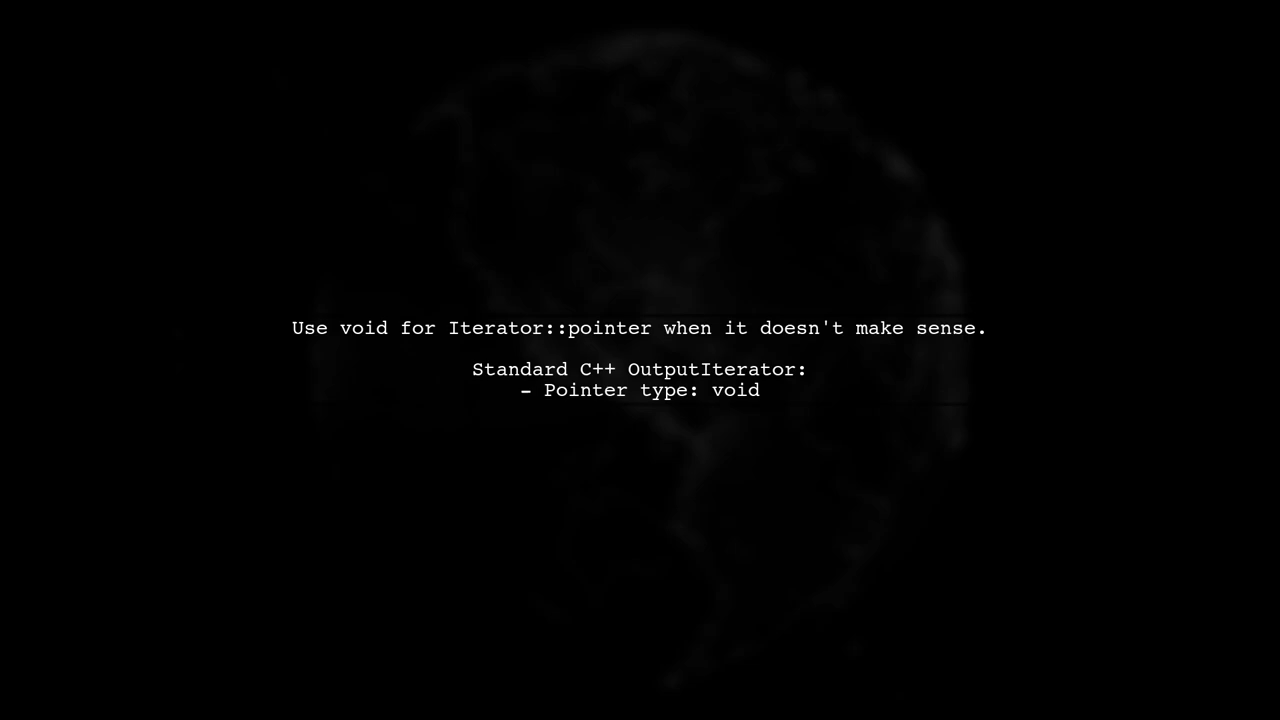 Use void for Iterator::pointer when it doesn't make sense.
Standard C++ OutputIterator:
- Pointer type: void